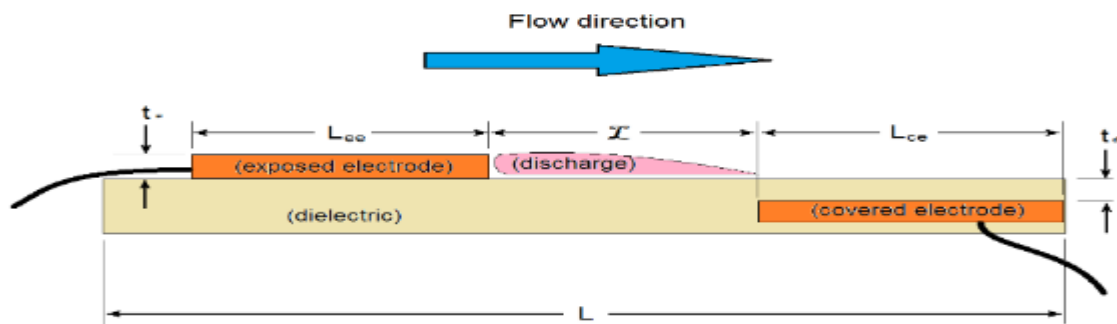 Flow direction
t-
L ee
L ce
t-
(exposed electrode)
(discharge)
(dielectric)
(covered electrode)
L